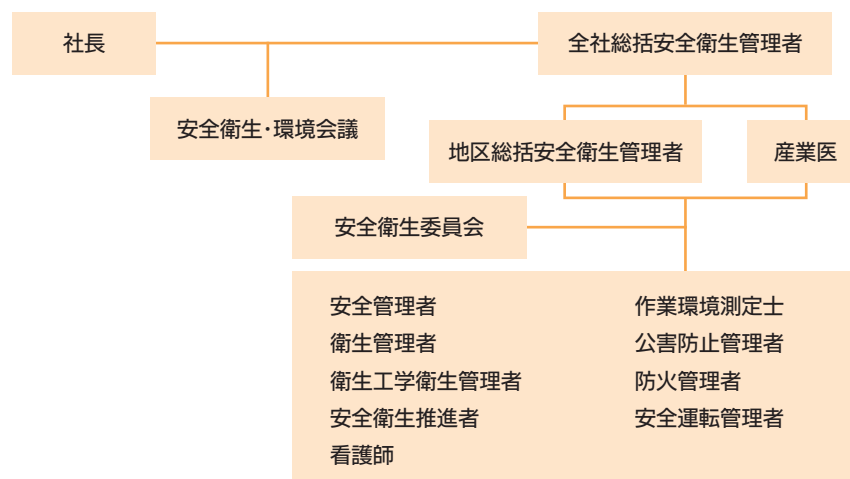 社長
全社総括安全衛生管理者
安全衛生・環境会議
地区総括安全衛生管理者
産業医
安全衛生委員会
安全管理者
衛生管理者
衛生工学衛生管理者
安全衛生推進者
看護師
作業環境測定士
公害防止管理者
防火管理者
安全運転管理者